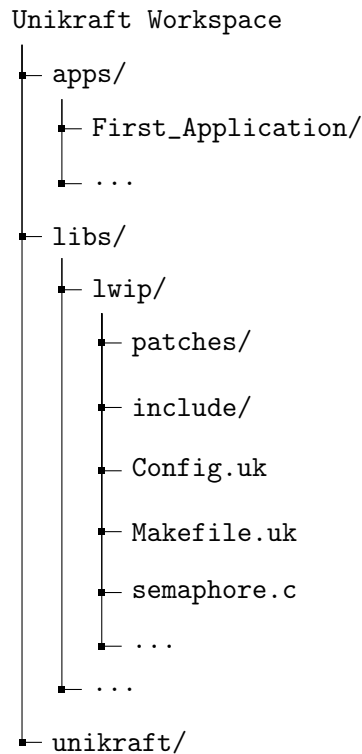 Unikraft Workspace
apps/
First_Application/
...
libs/
lwip/
patches/
include/
Config.uk
Makefile.uk
semaphore.c
...
...
unikraft/